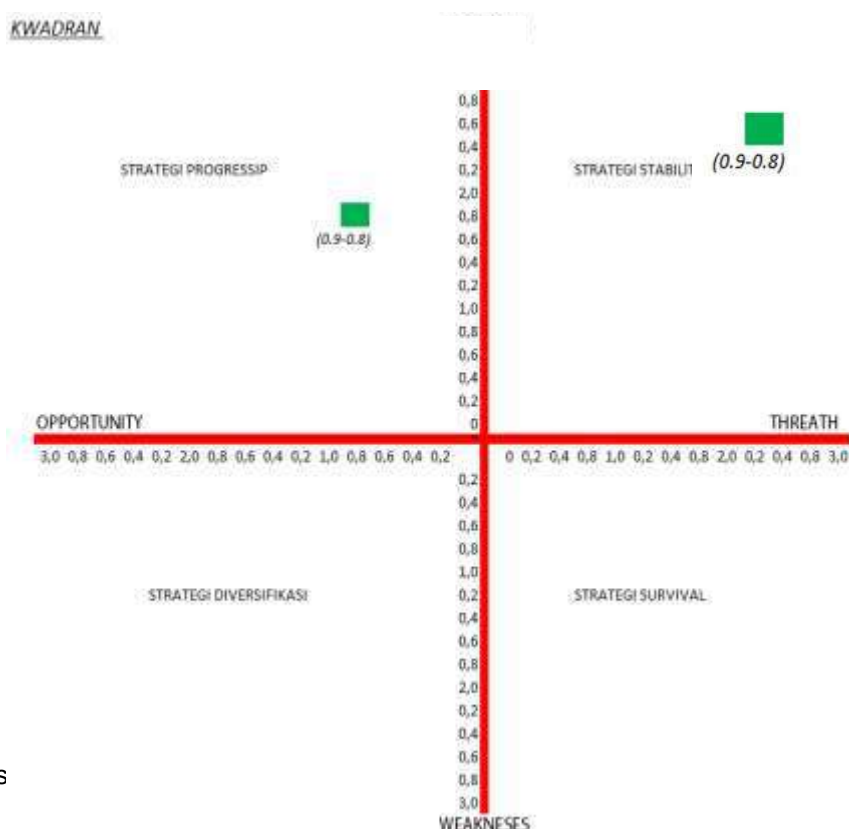 KWADRAN
0,8
0,6
0,4
STRATEGI PROGRESSIP
0,2
STRATEGI STABILIT
(0.9-0.8)
2,0
0,8
(0.9-0.8)
0,6
0,4
0,2
1,0
0,8
0,6
0,4
0,2
OPPORTUNITY
0
THREATH
3,0 0,8 0,6 0,4 0,2 2,0 0,8 0,6 0,4 0,2 1,0 0,8 0,6 0,4 0,2
0 0,2 0,4 0,8 1,0 0,2 0,4 0,8 2,0 0,2 0,4 0,8 3,0
0,2
0,4
0,6
0,8
1,0
STRATEGI DIVERSIFIKASI
0,2
STRATEGI SURVIVAL
0,4
0,6
0,8
2,0
0,2
0,4
0,6
s
0,8
3,0
WEAKNESES